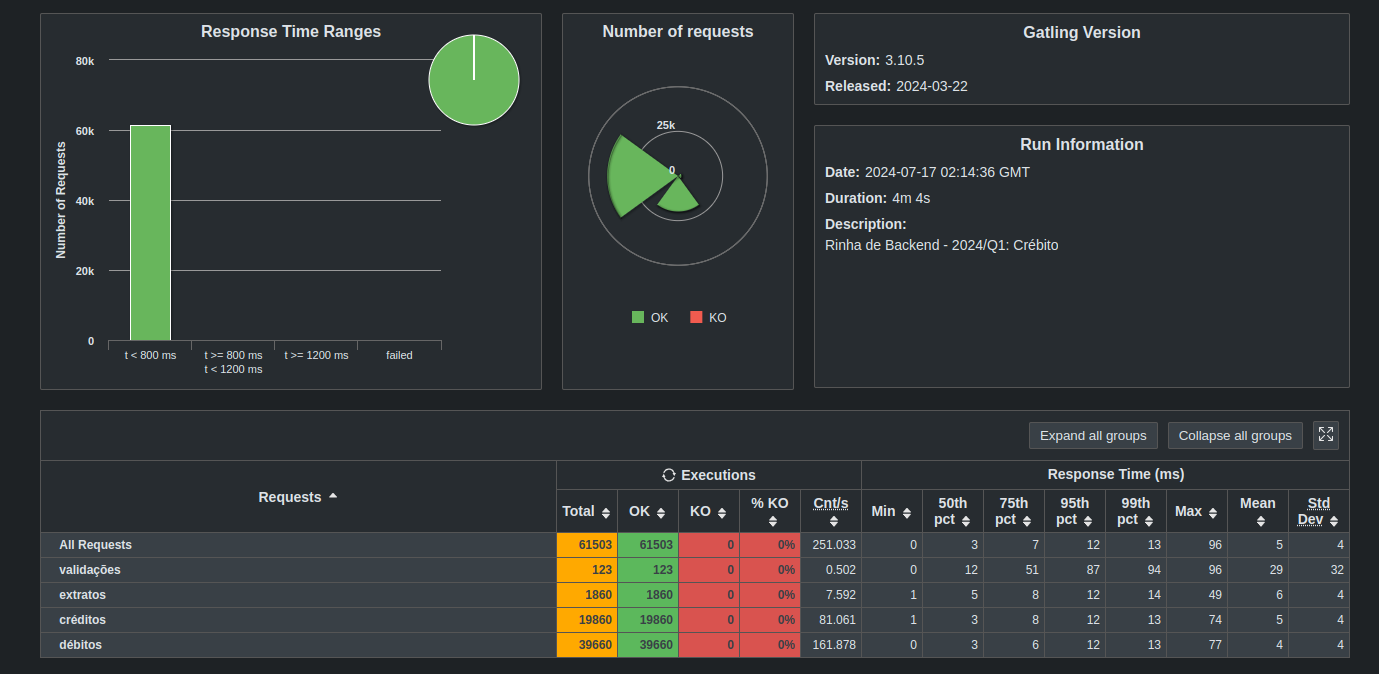 Response Time Ranges
Number of Requests
80k
60k
40k
20k
0
t < 800 ms
t >= 800 ms
t < 1200 ms
t >= 1200 ms
failed
Number of requests
25k
0
OK
KO
Gatling Version
Version: 3.10.5
Released: 2024-03-22
Run Information
Date: 2024-07-17 02:14:36 GMT
Duration: 4m 4s
Description:
Rinha de Backend - 2024/Q1: Crébito
Expand all groups
Collapse all groups
Requests
Executions
Response Time (ms)
Total OK KO % KO Cnt/s Min 50th pct 75th pct 95th pct 99th pct Max Mean Std Dev
All Requests 61503 61503 0 0% 251.033 0 3 7 12 13 96 5 4
validações 123 123 0 0% 0.502 0 12 51 87 94 96 29 32
extratos 1860 1860 0 0% 7.592 1 5 8 12 14 49 6 4
créditos 19860 19860 0 0% 81.061 1 3 8 12 13 74 5 4
débitos 39660 39660 0 0% 161.878 0 3 6 12 13 77 4 4